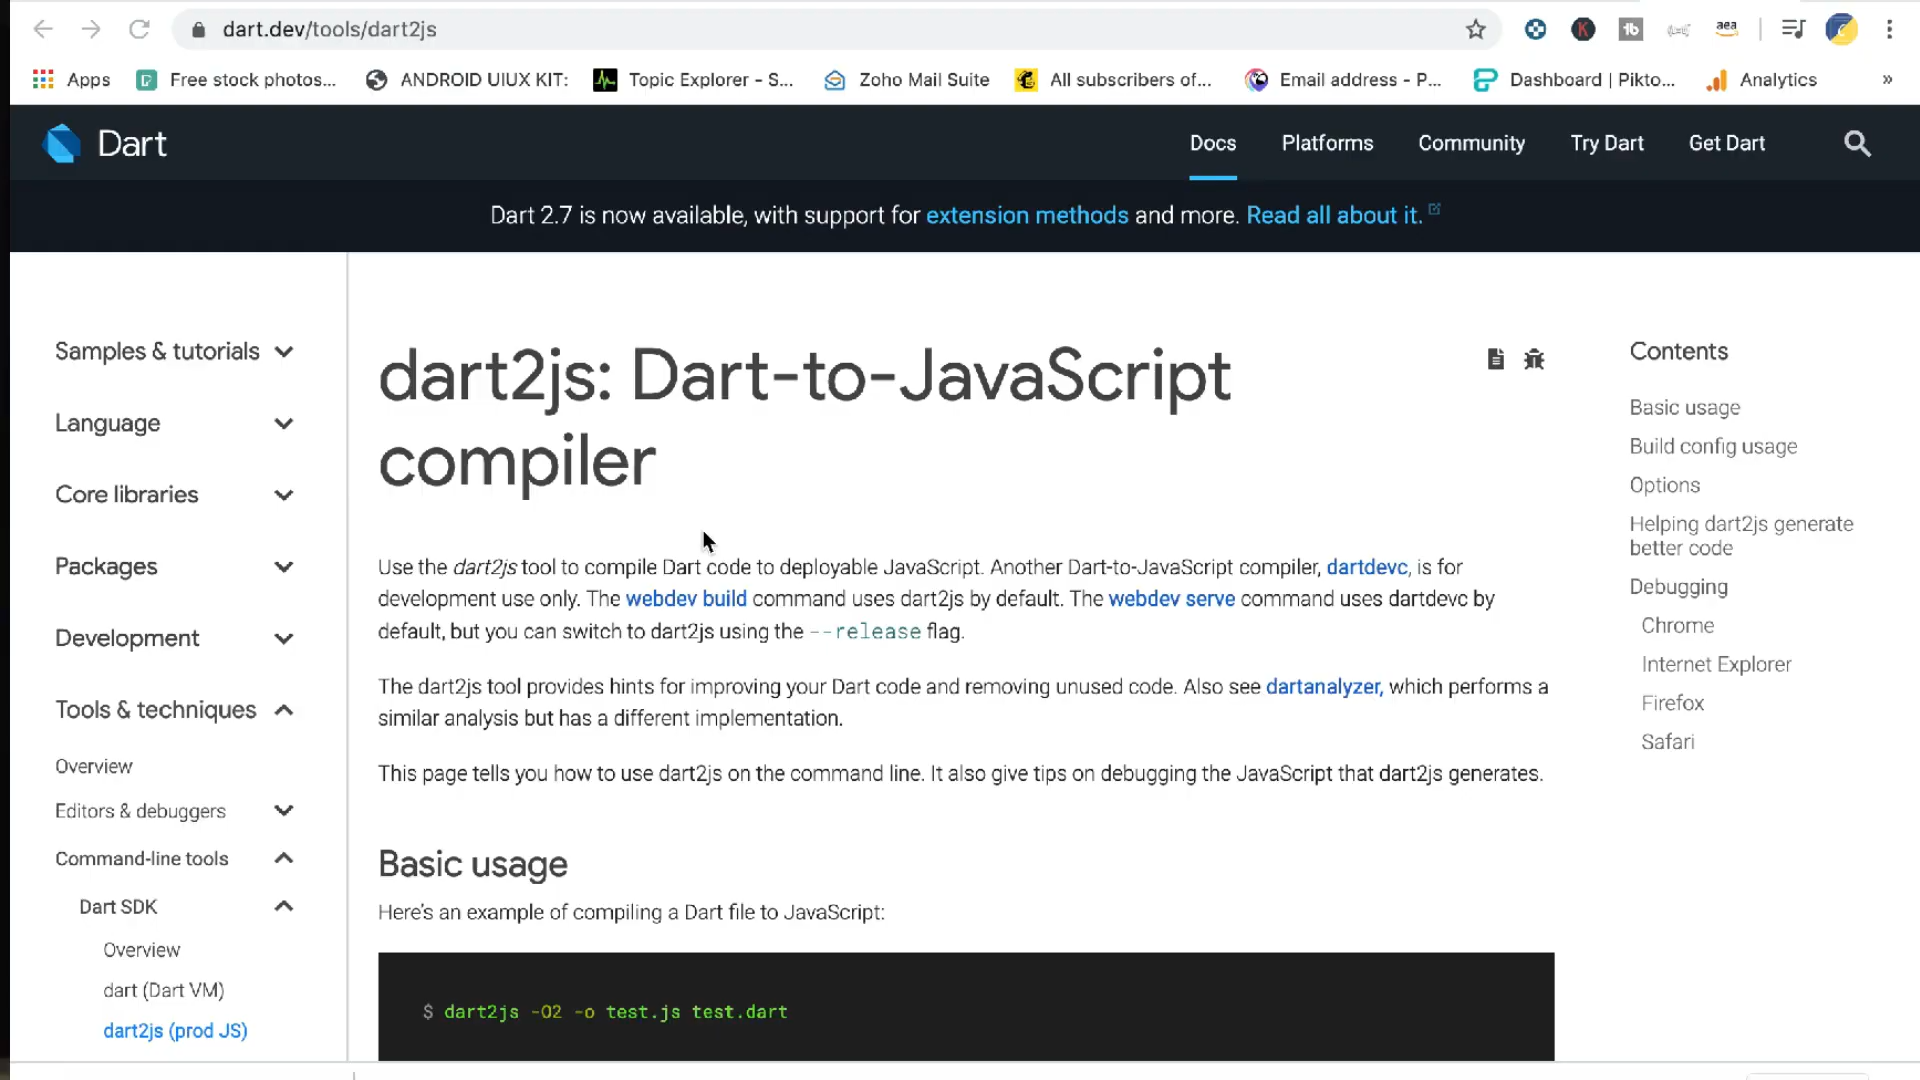 dart.dev/tools/dart2js
aea
Apps
Free stock photos...
ANDROID UIUX KIT:
Topic Explorer - S...
Zoho Mail Suite
All subscribers of...
Email address - P...
Dashboard | Pikto...
Analytics
»
Dart
Docs
Platforms
Community
Try Dart
Get Dart
Dart 2.7 is now available, with support for extension methods and more. Read all about it.
Samples & tutorials
Language
Core libraries
Packages
Development
Tools & techniques
Overview
Editors & debuggers
Command-line tools
Dart SDK
Overview
dart (Dart VM)
dart2js (prod JS)
dart2js: Dart-to-JavaScript
compiler
Use the dart2js tool to compile Dart code to deployable JavaScript. Another Dart-to-JavaScript compiler, dartdevc, is for
development use only. The webdev build command uses dart2js by default. The webdev serve command uses dartdevc by
default, but you can switch to dart2js using the --release flag.
The dart2js tool provides hints for improving your Dart code and removing unused code. Also see dartanalyzer, which performs a
similar analysis but has a different implementation.
This page tells you how to use dart2js on the command line. It also give tips on debugging the JavaScript that dart2js generates.
Basic usage
Here's an example of compiling a Dart file to JavaScript:
$ dart2js -O2 -o test.js test.dart
Contents
Basic usage
Build config usage
Options
Helping dart2js generate
better code
Debugging
Chrome
Internet Explorer
Firefox
Safari